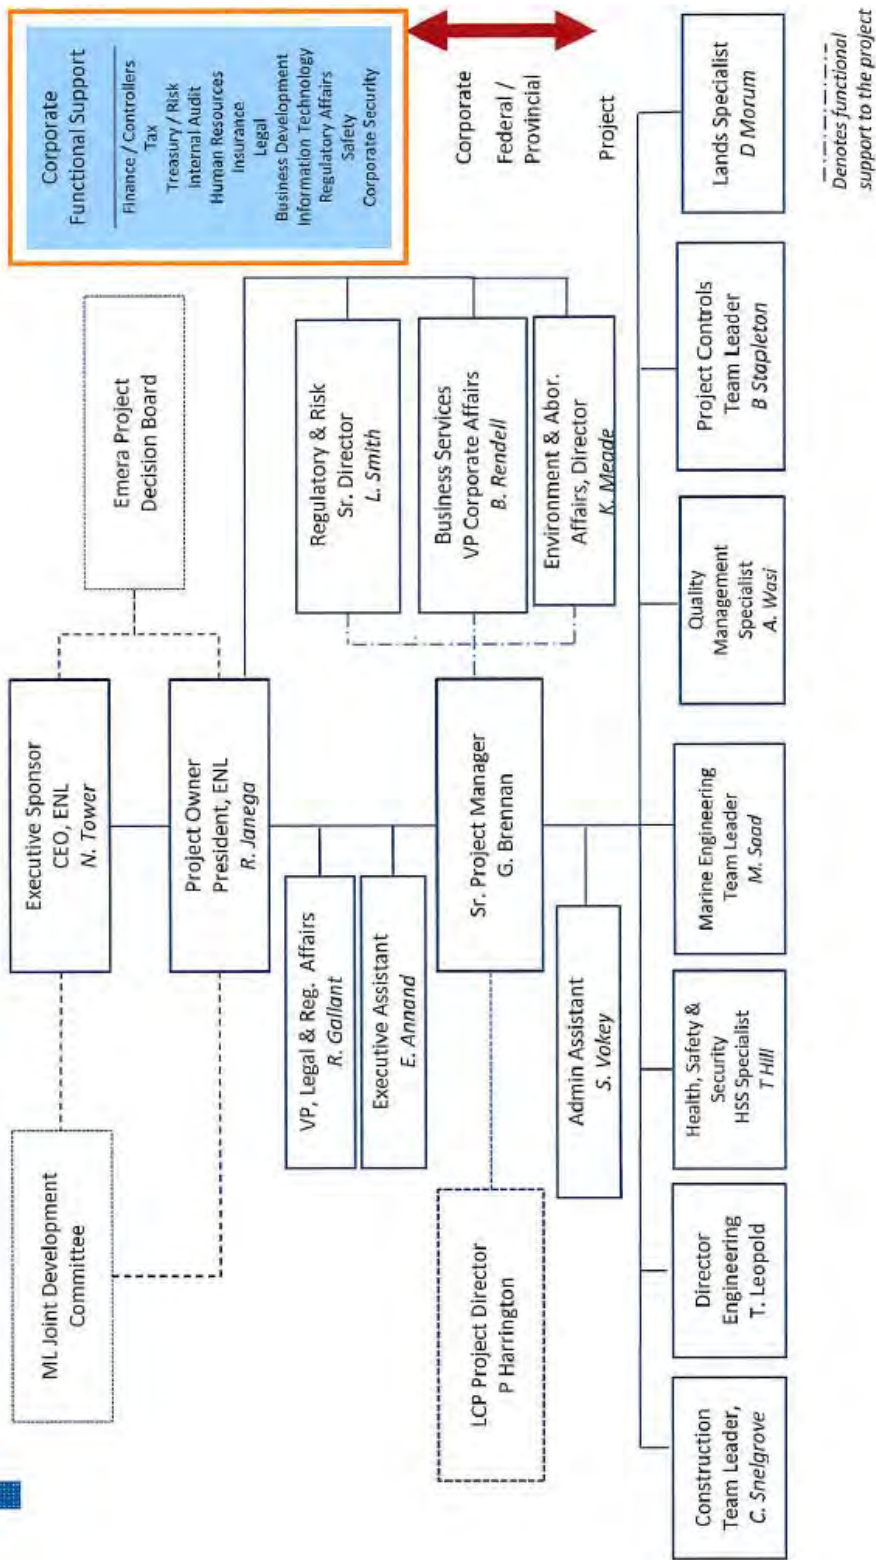 Executive Sponsor
CEO, ENL
N. Tower
ML Joint Development
Committee
Emera Project
Decision Board
Project Owner
President, ENL
R. Janega
Corporate
Functional Support
Finance / Controllers
Tax
Treasury / Risk
Internal Audit
Human Resources
Insurance
Legal
Business Development
Information Technology
Regulatory Affairs
Safety
Corporate Security
VP, Legal & Reg. Affairs
R. Gallant
Executive Assistant
E. Annand
Regulatory & Risk
Sr. Director
L. Smith
Business Services
VP Corporate Affairs
B. Rendell
Environment & Abor.
Affairs, Director
K. Meade
Corporate
Federal /
Provincial
Project
LCP Project Director
P Harrington
Sr. Project Manager
G. Brennan
Admin Assistant
S. Vokey
Construction
Team Leader,
C. Snelgrove
Director
Engineering
T. Leopold
Health, Safety &
Security
HSS Specialist
T Hill
Marine Engineering
Team Leader
M. Saad
Quality
Management
Specialist
A. Wasi
Project Controls
Team Leader
B Stapleton
Lands Specialist
D Morum
Denotes functional
support to the project